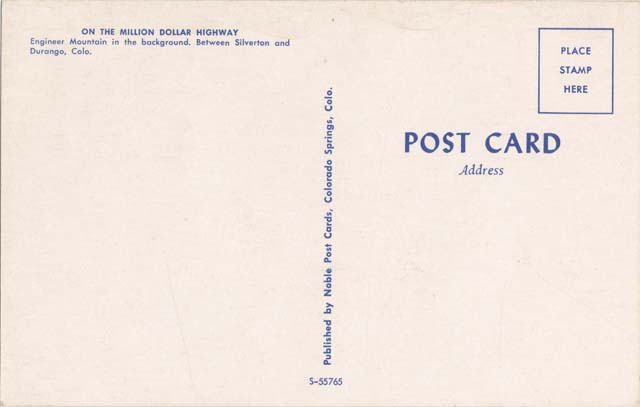 ON THE MILLION DOLLAR HIGHWAY
Engineer Mountain in the background. Between Silverton and
Durango, Colo.
Published by Noble Post Cards, Colorado Springs, Colo.
S-55765
PLACE
STAMP
HERE
POST CARD
Address